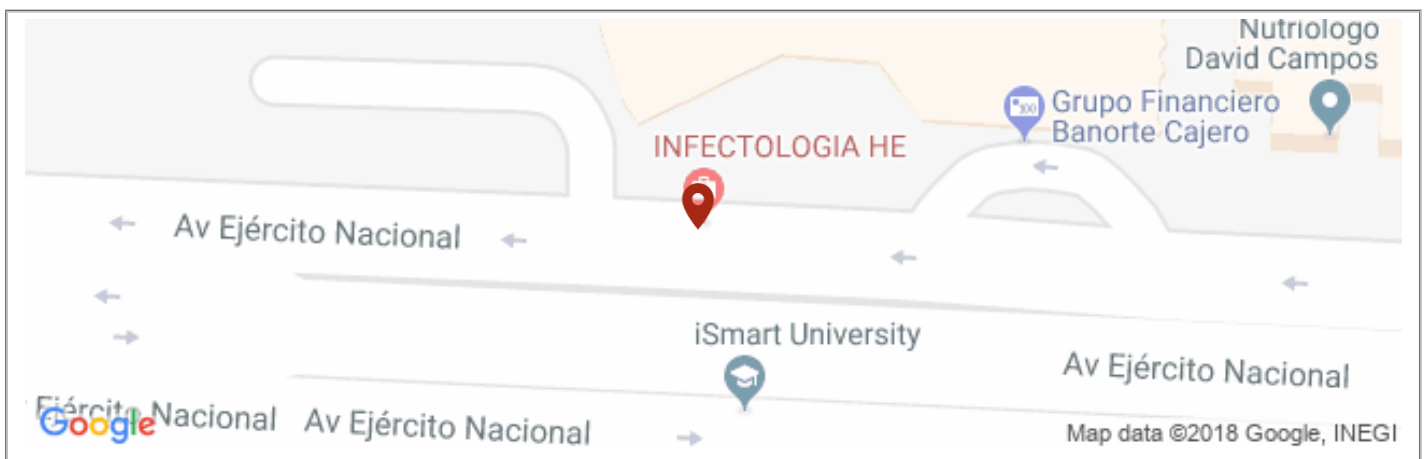 Nutriologo
David Campos
Grupo Financiero
Banorte Cajero
INFECTOLOGIA HE
Av Ejército Nacional
iSmart University
Av Ejército Nacional
Ejército Nacional
Av Ejército Nacional
Google
Map data ©2018 Google, INEGI